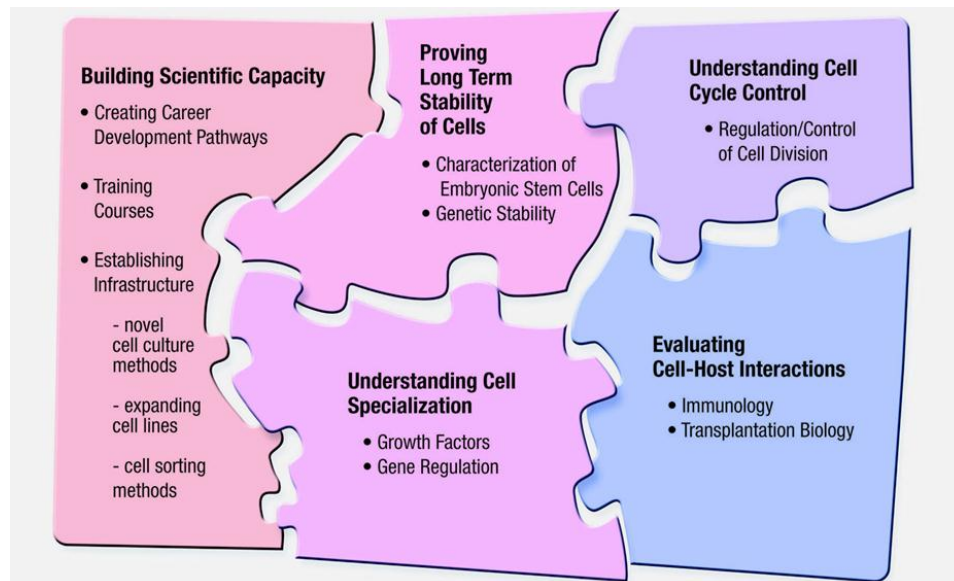 Building Scientific Capacity
• Creating Career
Development Pathways
• Training
Courses
• Establishing
Infrastructure
- novel
cell culture
methods
- expanding
cell lines
- cell sorting
methods
Proving
Long Term
Stability
of Cells
• Characterization of
Embryonic Stem Cells
• Genetic Stability
Understanding Cell
Cycle Control
• Regulation/Control
of Cell Division
Understanding Cell
Specialization
• Growth Factors
• Gene Regulation
Evaluating
Cell-Host Interactions
• Immunology
• Transplantation Biology